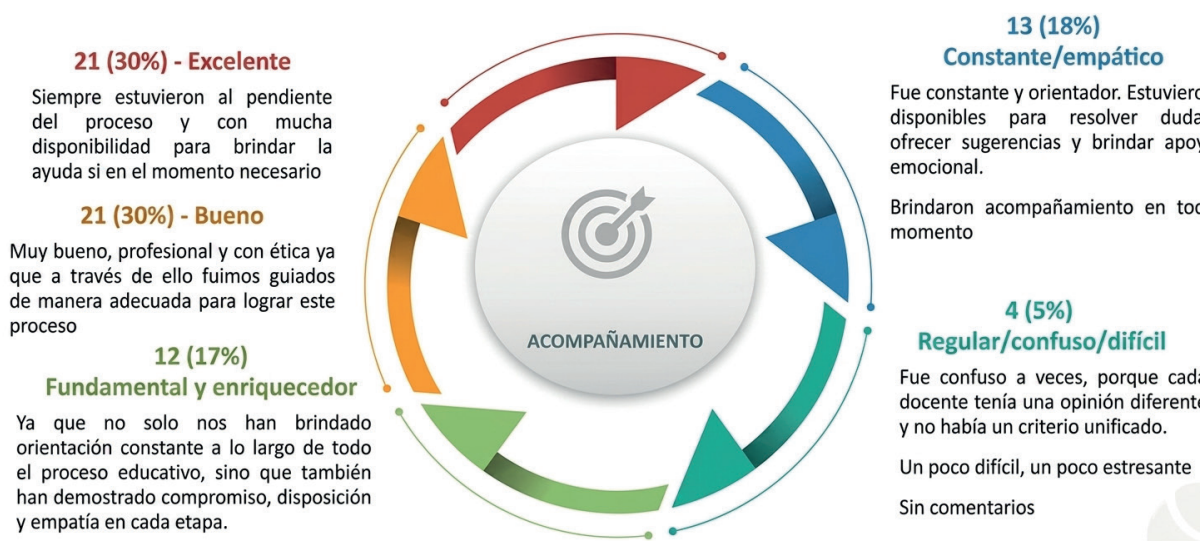 21 (30%) - Excelente
Siempre estuvieron al pendiente
del proceso y con mucha
disponibilidad para brindar la
ayuda si en el momento necesario
21 (30%) - Bueno
Muy bueno, profesional y con ética ya
que a través de ello fuimos guiados
de manera adecuada para lograr este
proceso
12 (17%)
Fundamental y enriquecedor
Ya que no solo nos han brindado
orientación constante a lo largo de todo
el proceso educativo, sino que también
han demostrado compromiso, disposición
y empatía en cada etapa.
ACOMPAÑAMIENTO
13 (18%)
Constante/empático
Fue constante y orientador.
disponibles para resolver
ofrecer sugerencias y brindar
emocional.
Brindaron acompañamiento en
momento
4 (5%)
Regular/confuso/difícil
Fue confuso a veces, porque
docente tenía una opinión diferente
y no había un criterio unificado.
Un poco difícil, un poco estresante
Sin comentarios